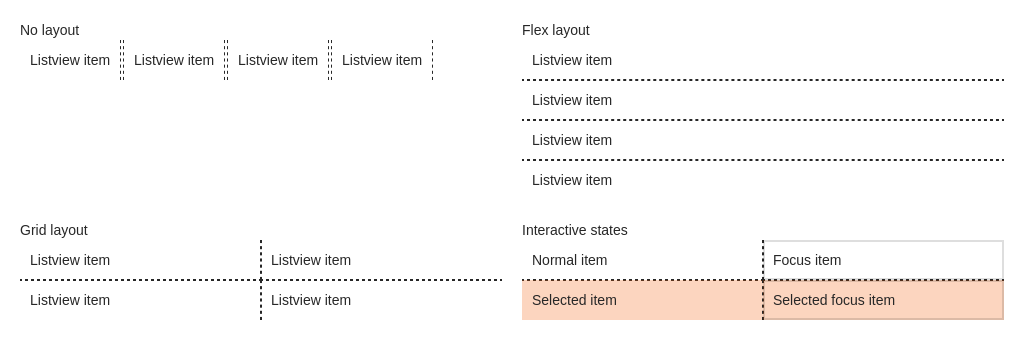 No layout
Listview item Listview item Listview item Listview item
Flex layout
Listview item
Listview item
Listview item
Listview item
Grid layout
Listview item Listview item
Listview item Listview item
Interactive states
Normal item Focus item
Selected item Selected focus item